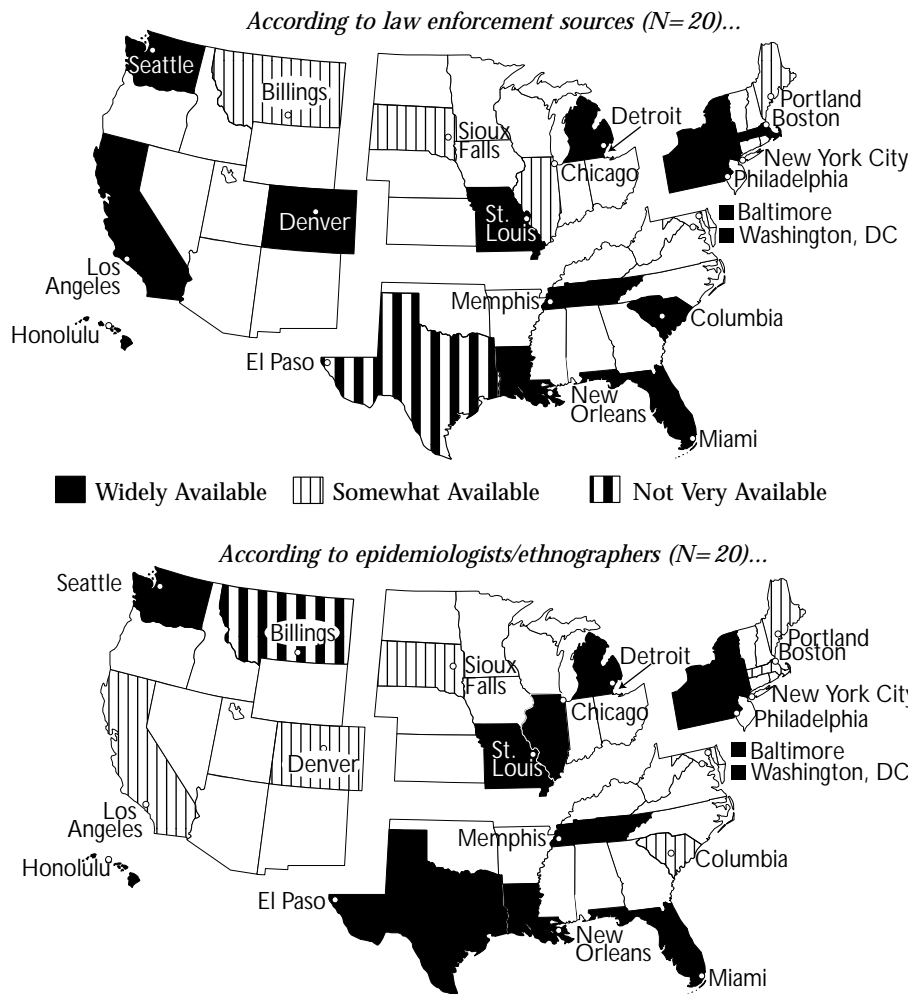 According to law enforcement sources (N=20)...
Seattle
Billings
Sioux
Falls
Detroit
Portland
Boston
Chicago
New York City
Philadelphia
Denver
St.
Louis
Baltimore
Washington, DC
Los
Angeles
Memphis
Columbia
Honolulu
El Paso
New
Orleans
Miami
Widely Available
Somewhat Available
Not Very Available
According to epidemiologists/ethnographers (N=20)...
Seattle
Billings
Sioux
Falls
Detroit
Portland
Boston
Chicago
New York City
Philadelphia
Denver
St.
Louis
Baltimore
Washington, DC
Los
Angeles
Memphis
Columbia
Honolulu
El Paso
New
Orleans
Miami